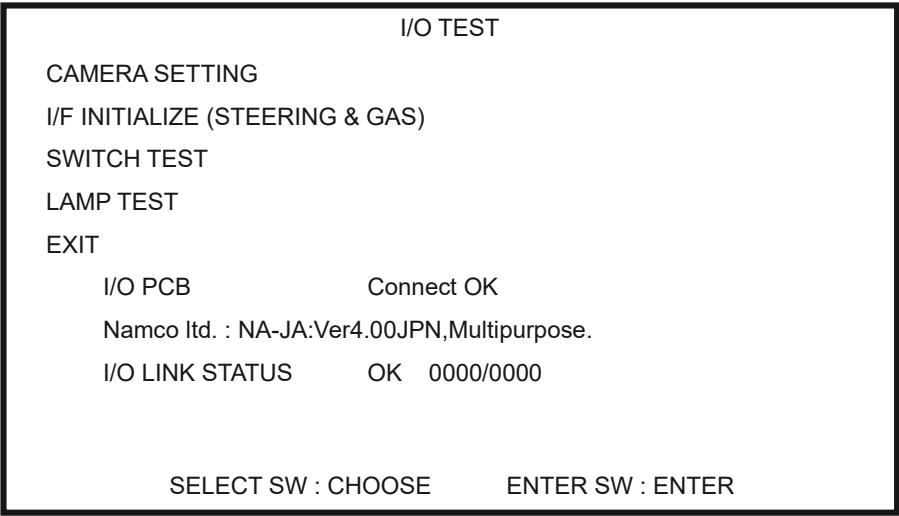 I/O TEST
CAMERA SETTING
I/F INITIALIZE (STEERING & GAS)
SWITCH TEST
LAMP TEST
EXIT
I/O PCB Connect OK
Namco ltd. : NA-JA:Ver4.00JPN,Multipurpose.
I/O LINK STATUS OK 0000/0000
SELECT SW : CHOOSE ENTER SW : ENTER